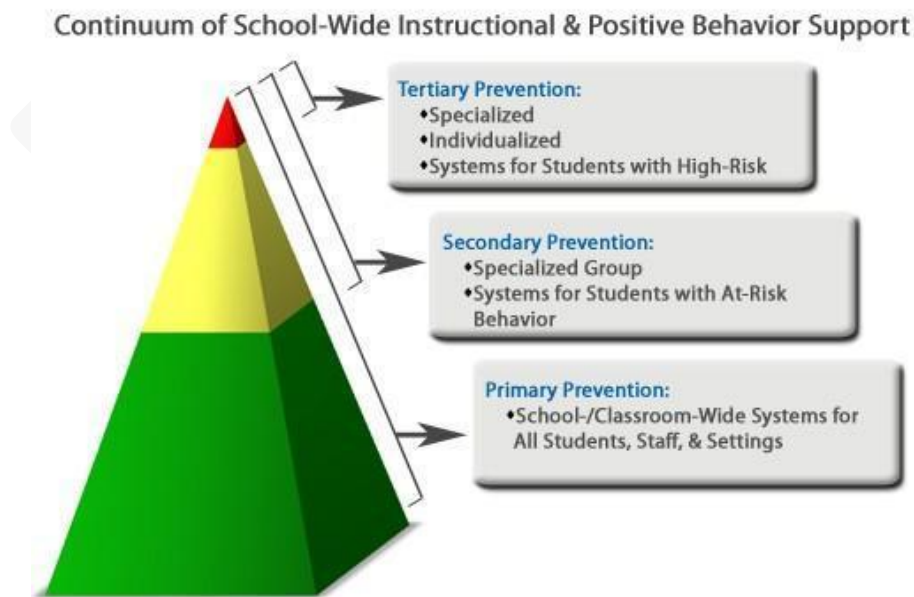 Continuum of School-Wide Instructional & Positive Behavior Support
Tertiary Prevention:
♦Specialized
♦Individualized
♦Systems for Students with High-Risk
Secondary Prevention:
♦Specialized Group
♦Systems for Students with At-Risk
Behavior
Primary Prevention:
♦School-/Classroom-Wide Systems for
All Students, Staff, & Settings